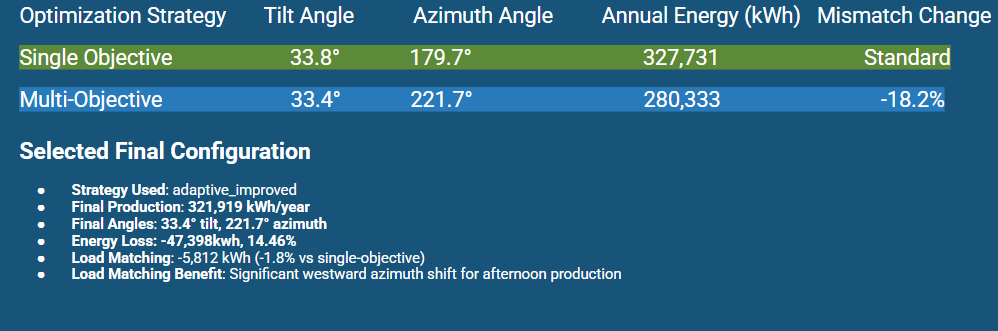 Optimization Strategy Tilt Angle Azimuth Angle Annual Energy (kWh) Mismatch Change
Single Objective 33.8° 179.7° 327,731 Standard
Multi-Objective 33.4° 221.7° 280,333 -18.2%
Selected Final Configuration
● Strategy Used: adaptive_improved
● Final Production: 321,919 kWh/year
● Final Angles: 33.4° tilt, 221.7° azimuth
● Energy Loss: -47,398kwh, 14.46%
● Load Matching: -5,812 kWh (-1.8% vs single-objective)
● Load Matching Benefit: Significant westward azimuth shift for afternoon production